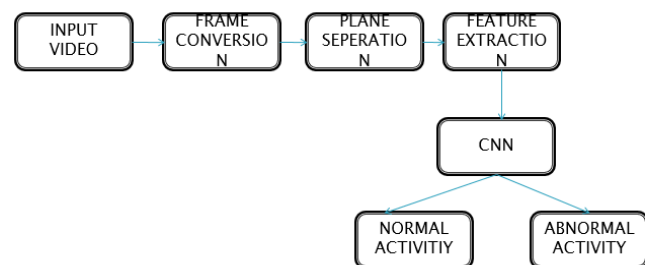 INPUT
VIDEO
FRAME
CONVERSIO
N
PLANE
SEPERATIO
N
FEATURE
EXTRACTIO
N
CNN
NORMAL
ACTIVITIY
ABNORMAL
ACTIVITY